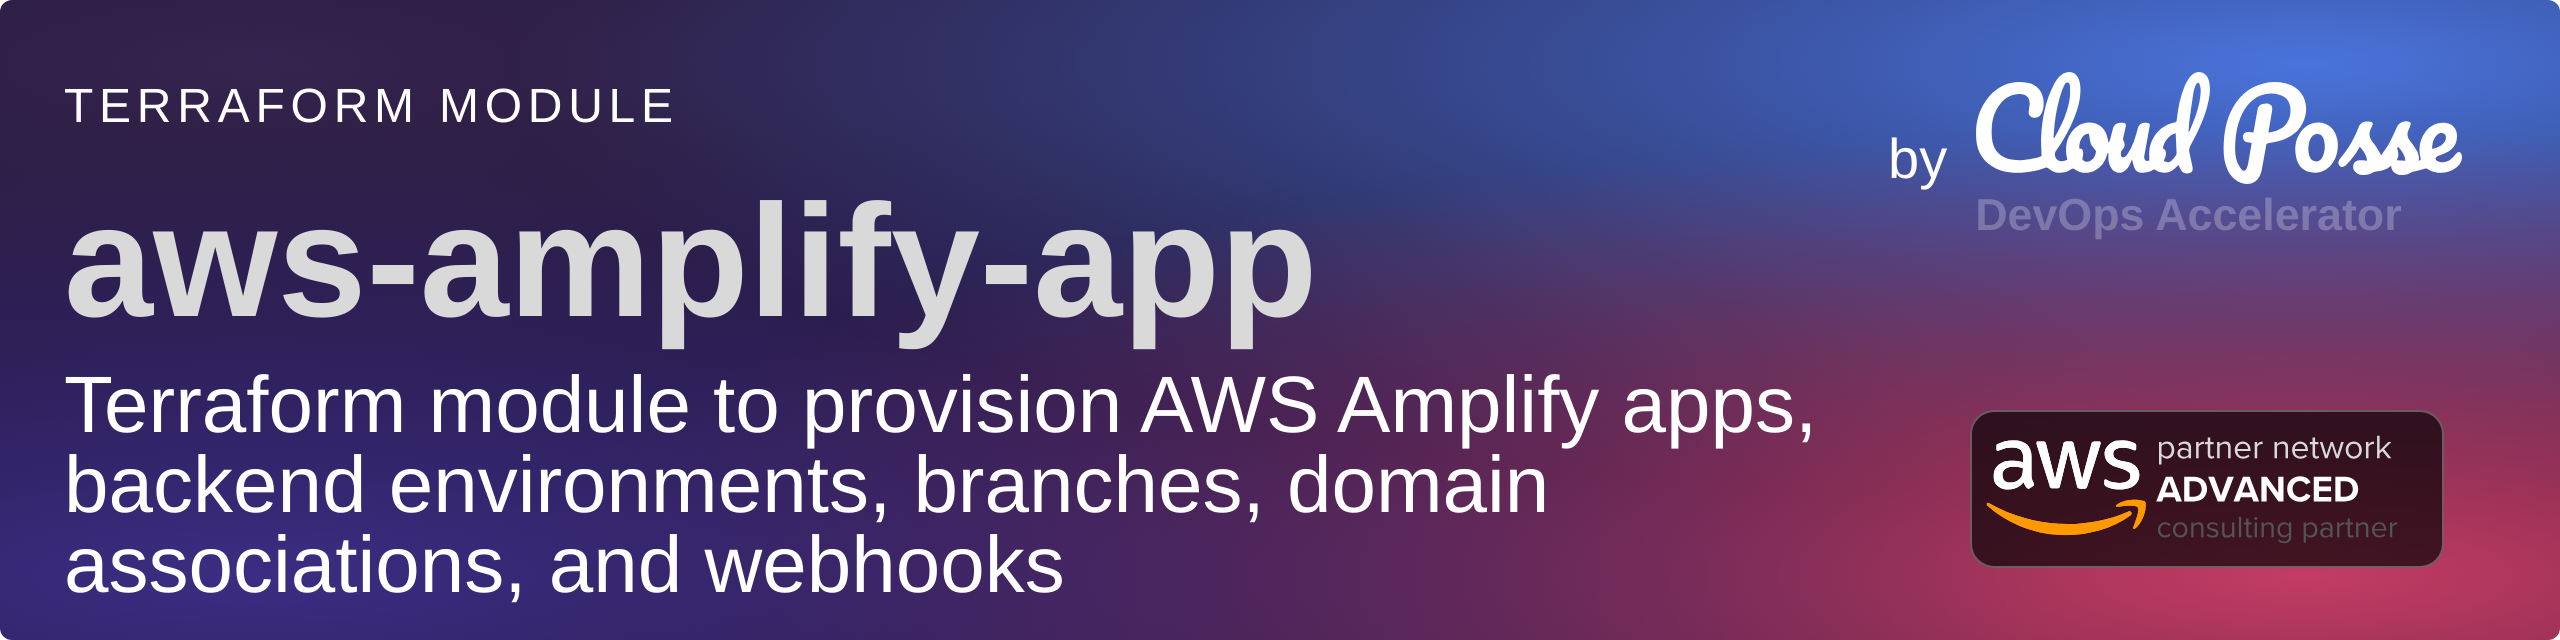 TERRAFORM MODULE
aws-amplify-app
Terraform module to provision AWS Amplify apps,
backend environments, branches, domain
associations, and webhooks
by Cloud Posse
DevOps Accelerator
aws partner network
ADVANCED
consulting partner